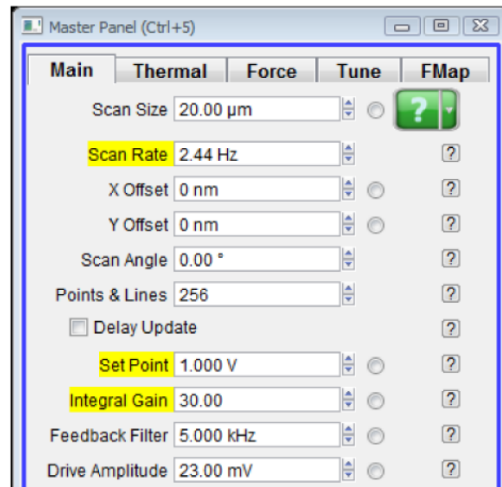 Master Panel (Ctrl+5)
Main Thermal Force Tune FMap
Scan Size 20.00 µm ?
Scan Rate 2.44 Hz ?
X Offset 0 nm ?
Y Offset 0 nm ?
Scan Angle 0.00 ° ?
Points & Lines 256 ?
Delay Update ?
Set Point 1.000 V ?
Integral Gain 30.00 ?
Feedback Filter 5.000 kHz ?
Drive Amplitude 23.00 mV ?